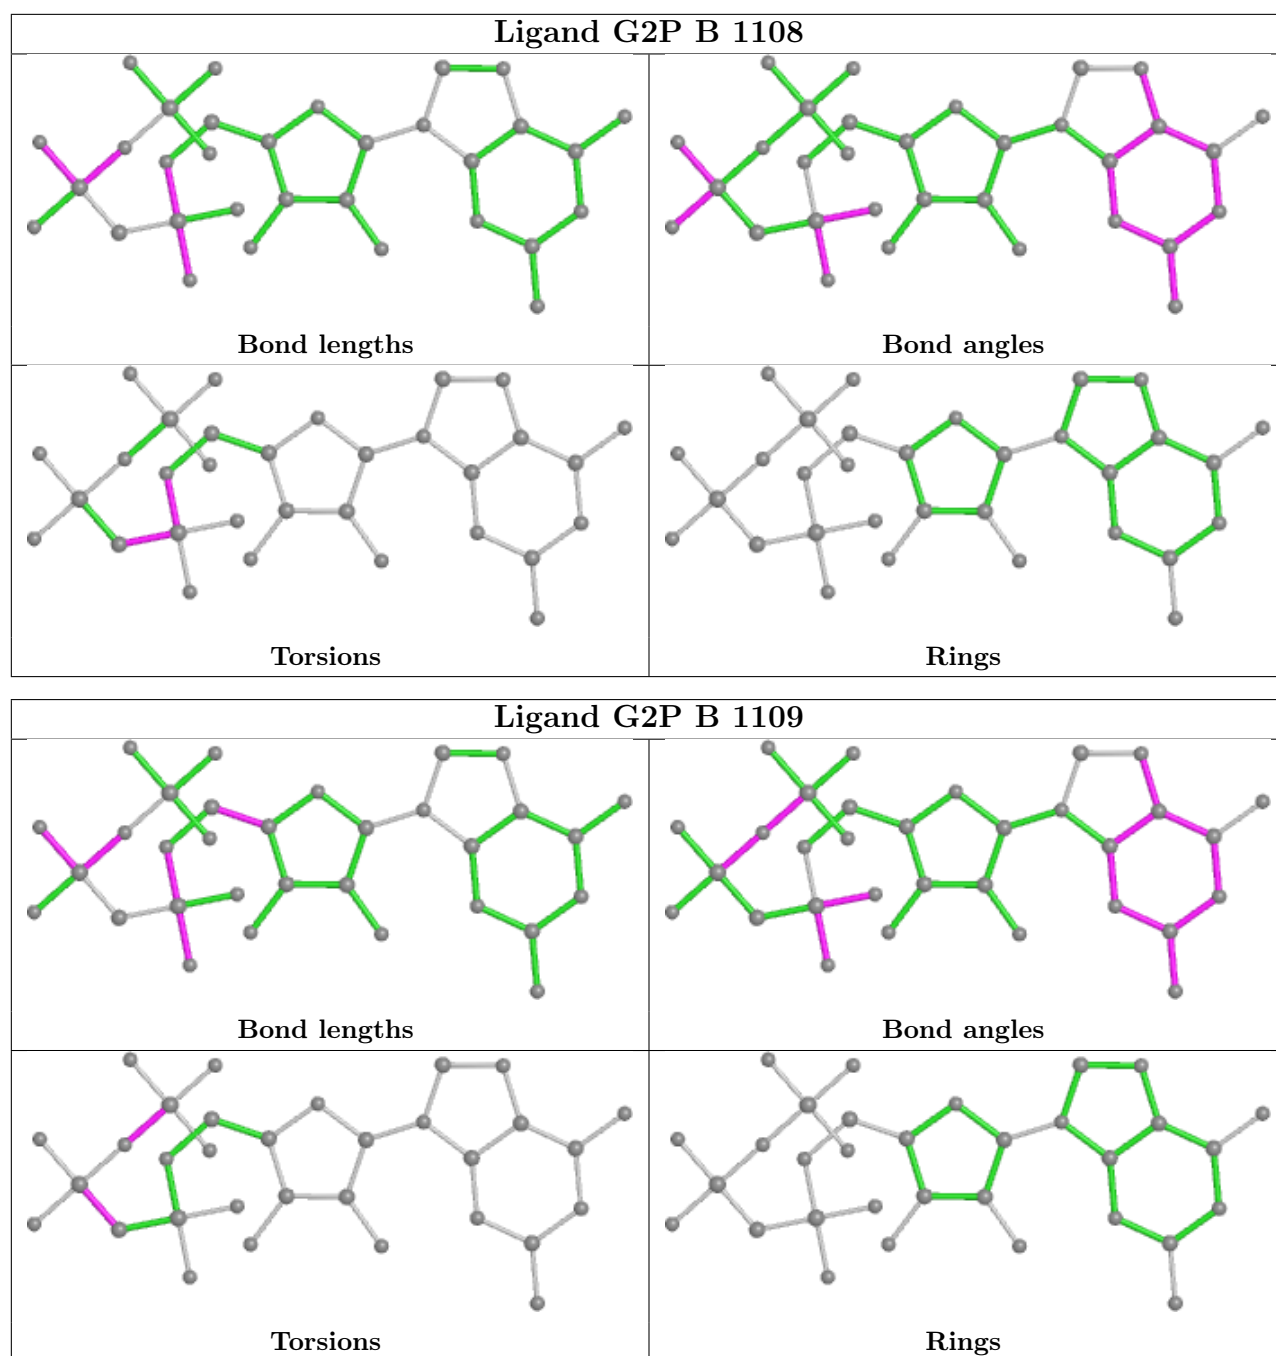 Ligand G2P B 1108
Bond lengths
Bond angles
Torsions
Rings
Ligand G2P B 1109
Bond lengths
Bond angles
Torsions
Rings